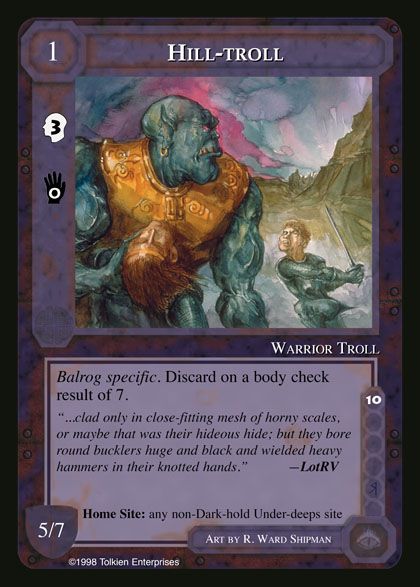 1
HILL-TROLL
3
0
WARRIOR TROLL
Balrog specific. Discard on a body check
result of 7.
10
“...clad only in close-fitting mesh of horny scales,
or maybe that was their hideous hide; but they bore
round bucklers huge and black and wielded heavy
hammers in their knotted hands.” —LotRV
Home Site: any non-Dark-hold Under-deeps site
5/7
ART BY R. WARD SHIPMAN
©1998 Tolkien Enterprises